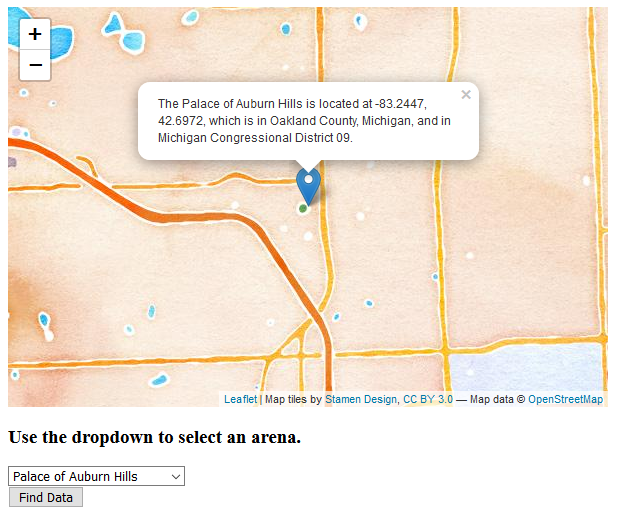 +
−
×
The Palace of Auburn Hills is located at -83.2447,
42.6972, which is in Oakland County, Michigan, and in
Michigan Congressional District 09.
Leaflet | Map tiles by Stamen Design, CC BY 3.0 — Map data © OpenStreetMap
Use the dropdown to select an arena.
Palace of Auburn Hills
Find Data